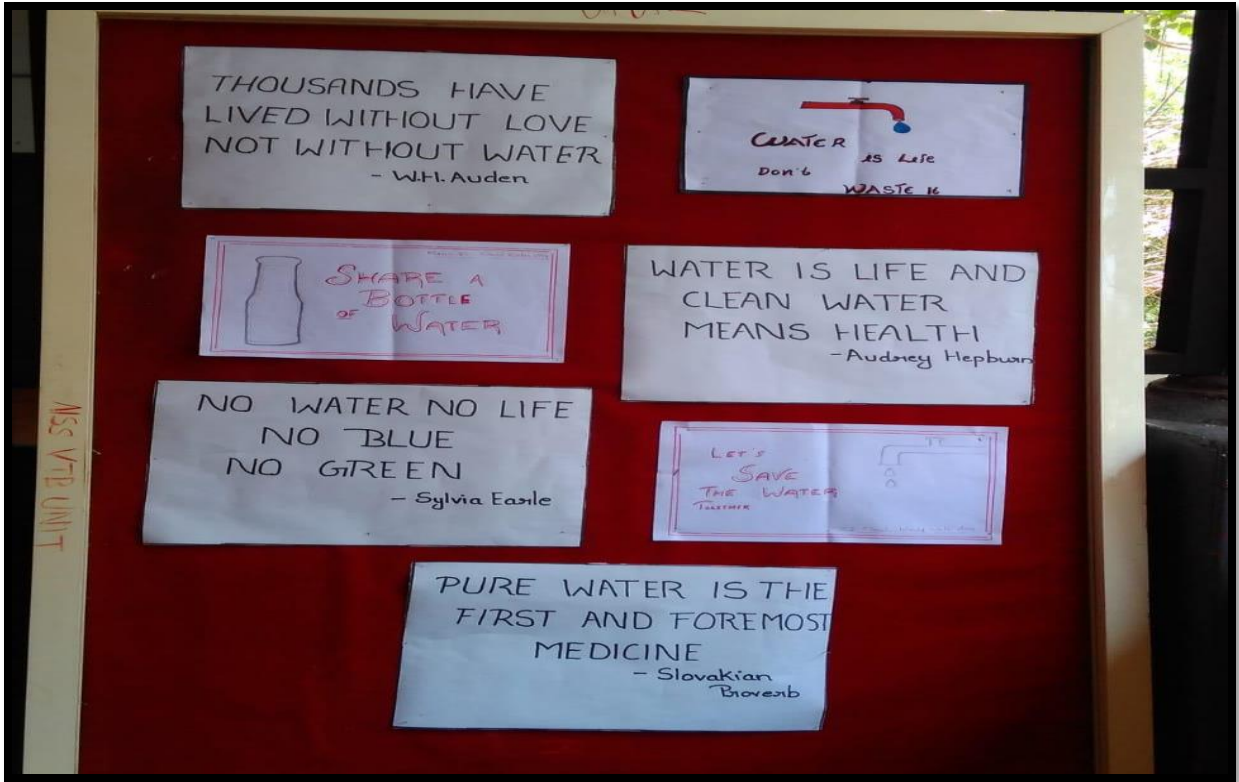 THOUSANDS HAVE
LIVED WITHOUT LOVE
NOT WITHOUT WATER
- W.H. Auden
WATER
is Life
Don't
WASTE it
SHARE A
BOTTLE
OF WATER
WATER IS LIFE AND
CLEAN WATER
MEANS HEALTH
- Audrey Hepburn
NO WATER NO LIFE
NO BLUE
NO GREEN
- Sylvia Earle
LET'S
SAVE
THE WATER
TOGETHER
PURE WATER IS THE
FIRST AND FOREMOST
MEDICINE
- Slovakian
Proverb
NSS VTB UNIT